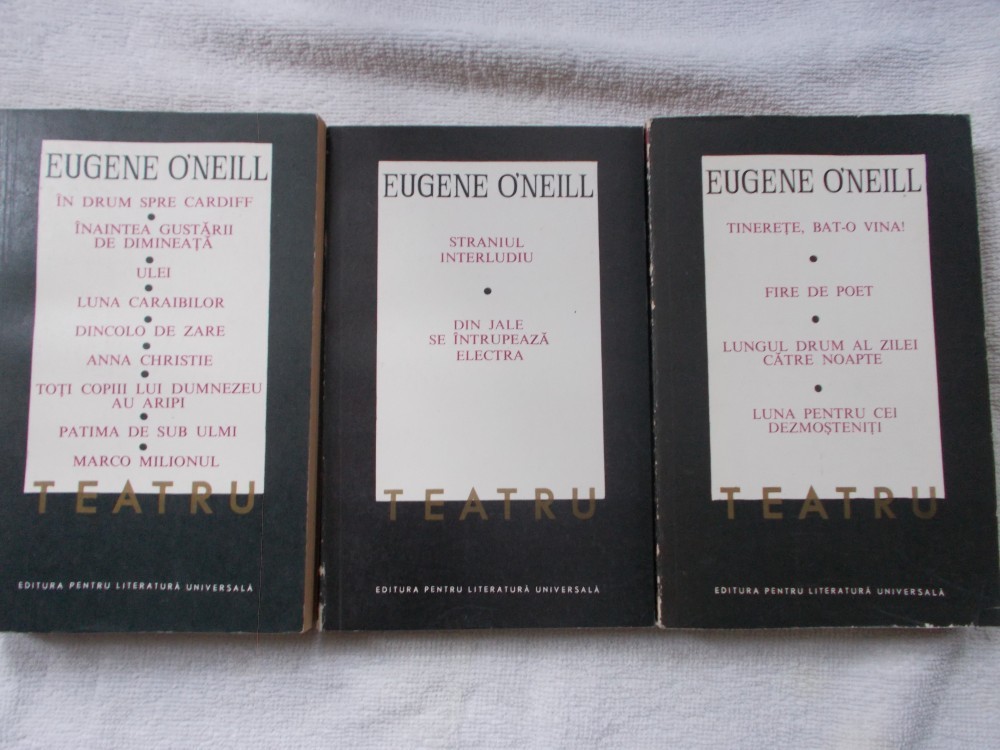 EUGENE O'NEILL
ÎN DRUM SPRE CARDIFF
ÎNAINTEA GUSTĂRII
DE DIMINEAȚĂ
ULEI
LUNA CARAIBILOR
DINCOLO DE ZARE
ANNA CHRISTIE
TOȚI COPIII LUI DUMNEZEU
AU ARIPI
PATIMA DE SUB ULMI
MARCO MILIONUL
TEATRU
EDITURA PENTRU LITERATURĂ UNIVERSALĂ
EUGENE O'NEILL
STRANIUL
INTERLUDIU
DIN JALE
SE ÎNTRUPEAZĂ
ELECTRA
TEATRU
EDITURA PENTRU LITERATURĂ UNIVERSALĂ
EUGENE O'NEILL
TINEREȚE, BAT-O VINA!
FIRE DE POET
LUNGUL DRUM AL ZILEI
CĂTRE NOAPTE
LUNA PENTRU CEI
DEZMOȘTENIȚI
TEATRU
EDITURA PENTRU LITERATURĂ UNIVERSALĂ